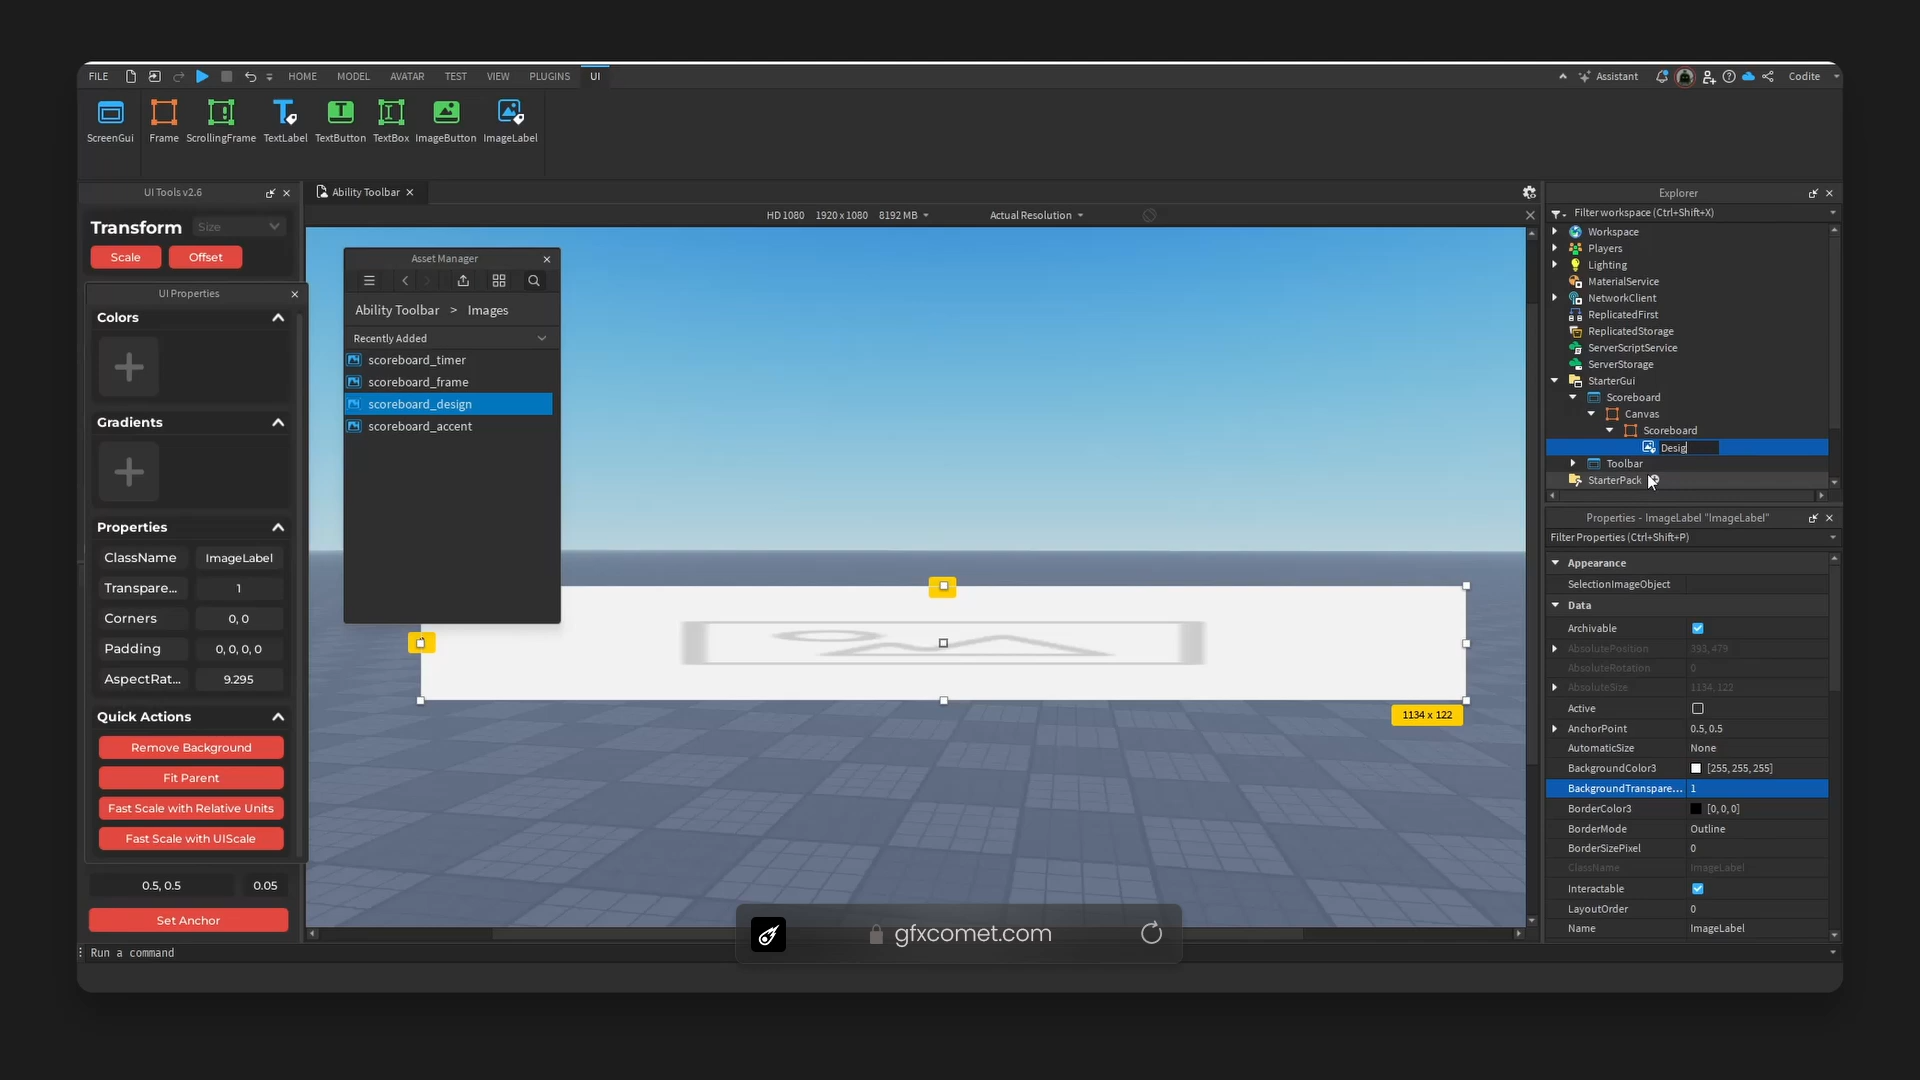 FILE HOME MODEL AVATAR TEST VIEW PLUGINS UI Assistant Codite
ScreenGui Frame ScrollingFrame TextLabel TextButton TextBox ImageButton ImageLabel
UI Tools v2.6
Transform Size
Scale Offset
UI Properties
Colors
Gradients
Properties
ClassName ImageLabel
Transpare... 1
Corners 0, 0
Padding 0, 0, 0, 0
AspectRat... 9.295
Quick Actions
Remove Background
Fit Parent
Fast Scale with Relative Units
Fast Scale with UIScale
0.5, 0.5 0.05
Set Anchor
Ability Toolbar
HD 1080 1920 x 1080 8192 MB Actual Resolution
Asset Manager
Ability Toolbar > Images
Recently Added
scoreboard_timer
scoreboard_frame
scoreboard_design
scoreboard_accent
1134 x 122
gfxcomet.com
Explorer
Filter workspace (Ctrl+Shift+X)
Workspace
Players
Lighting
MaterialService
NetworkClient
ReplicatedFirst
ReplicatedStorage
ServerScriptService
ServerStorage
StarterGui
Scoreboard
Canvas
Scoreboard
Desig
Toolbar
StarterPack
Properties - ImageLabel "ImageLabel"
Filter Properties (Ctrl+Shift+P)
Appearance
SelectionImageObject
Data
Archivable
AbsolutePosition 393, 479
AbsoluteRotation 0
AbsoluteSize 1134, 122
Active
AnchorPoint 0.5, 0.5
AutomaticSize None
BackgroundColor3 [255, 255, 255]
BackgroundTranspare... 1
BorderColor3 [0, 0, 0]
BorderMode Outline
BorderSizePixel 0
ClassName ImageLabel
Interactable
LayoutOrder 0
Name ImageLabel
Run a command